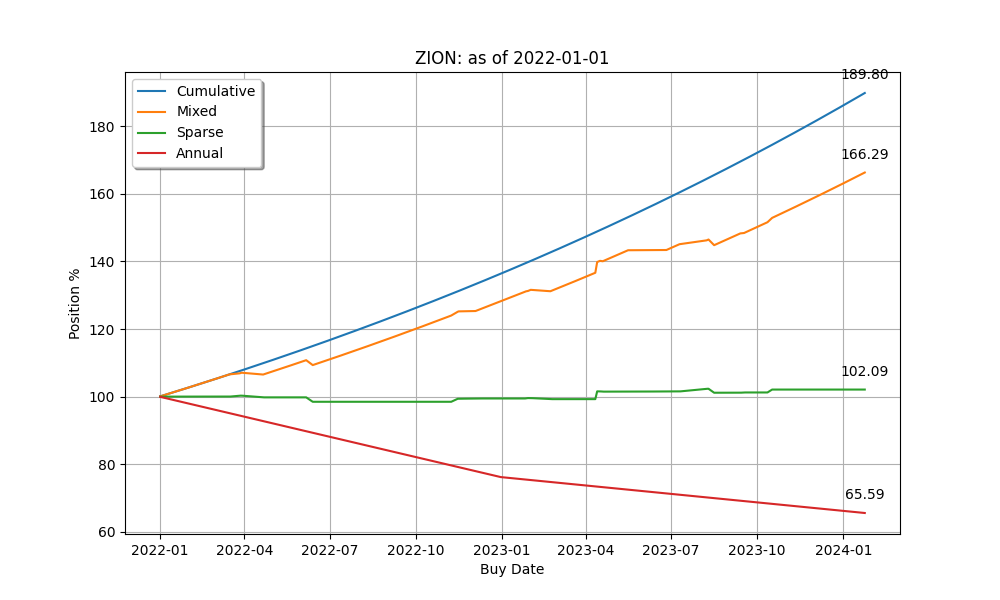 ZION: as of 2022-01-01
189.80
Cumulative
Mixed
Sparse
Annual
166.29
102.09
65.59
180
160
140
120
100
80
60
Position %
2022-01 2022-04 2022-07 2022-10 2023-01 2023-04 2023-07 2023-10 2024-01
Buy Date